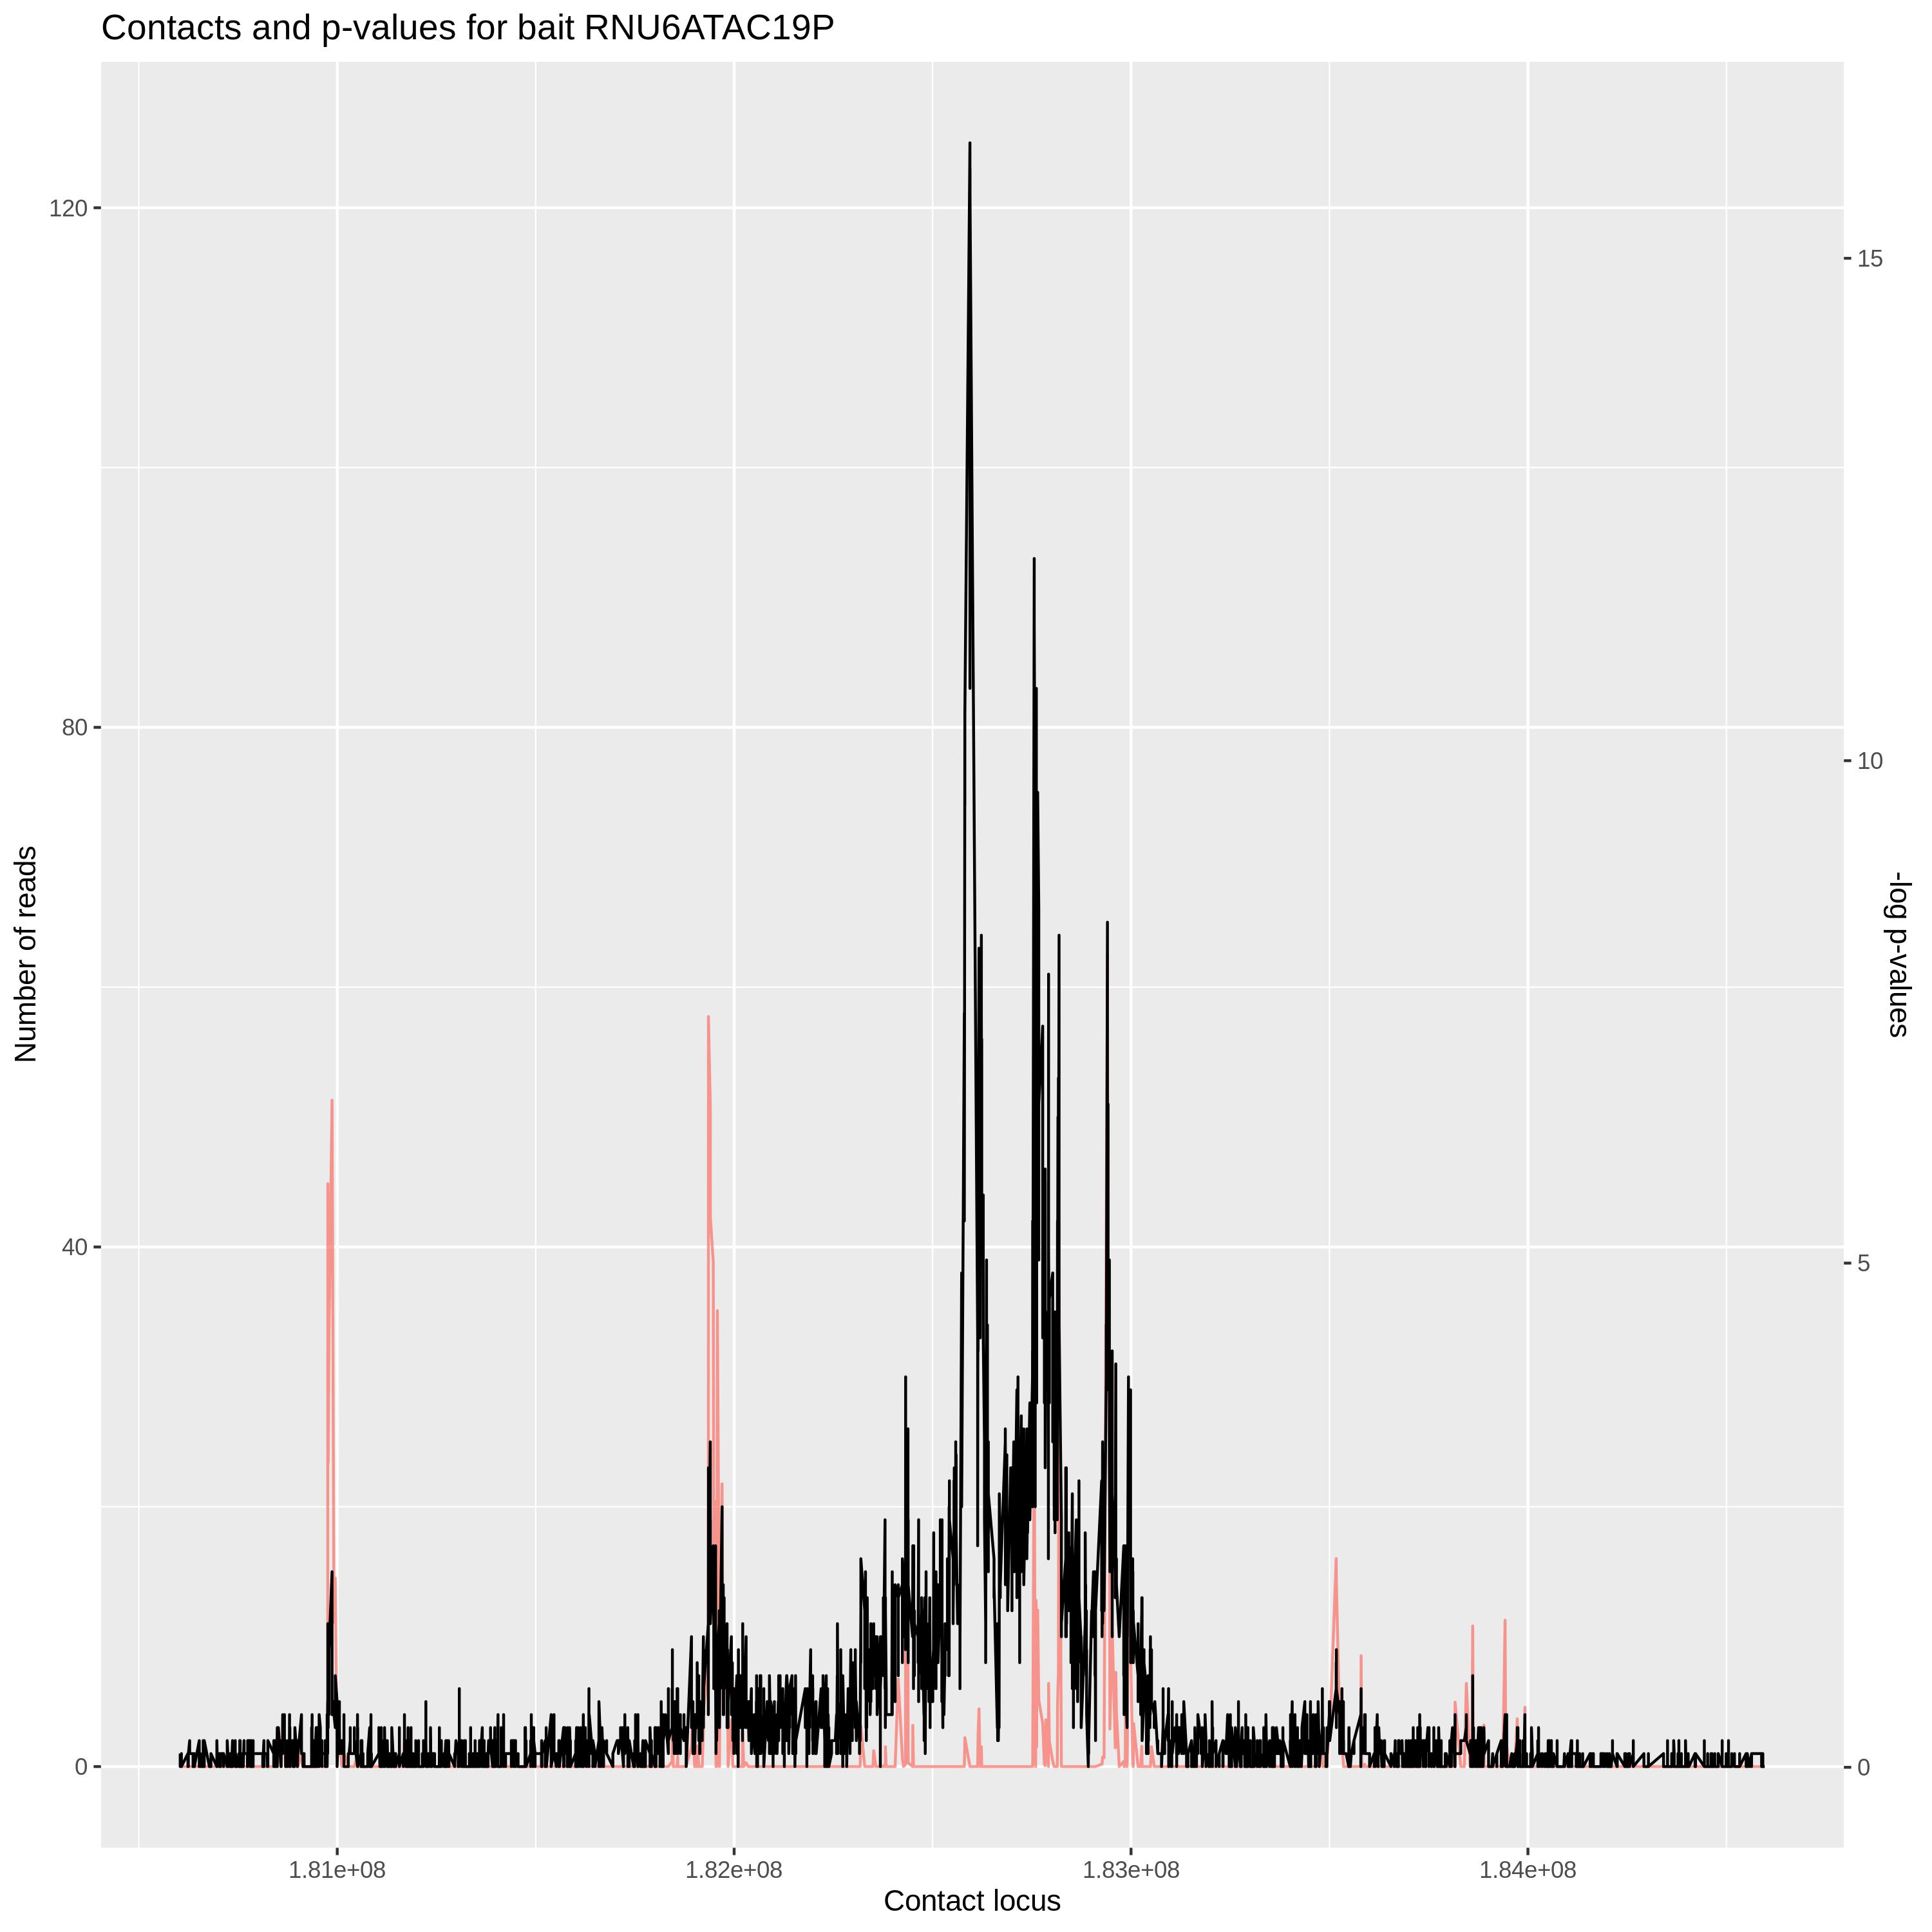 Contacts and p-values for bait RNU6ATAC19P
120
80
40
0
15
10
5
0
Number of reads
-log p-values
1.81e+08
1.82e+08
1.83e+08
1.84e+08
Contact locus